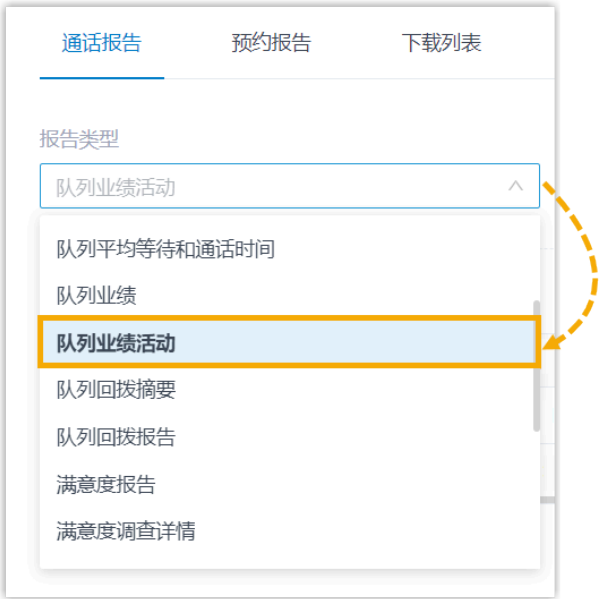 通话报告 预约报告 下载列表
报告类型
队列业绩活动
队列平均等待和通话时间
队列业绩
队列业绩活动
队列回拨摘要
队列回拨报告
满意度报告
满意度调查详情